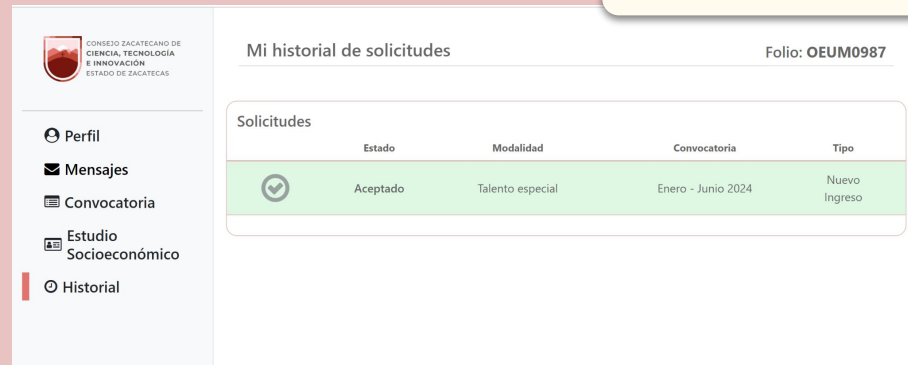 CONSEJO ZACATECANO DE
CIENCIA, TECNOLOGÍA
E INNOVACIÓN
ESTADO DE ZACATECAS
Perfil
Mensajes
Convocatoria
Estudio
Socioeconómico
Historial
Mi historial de solicitudes
Folio: OEUM0987
Solicitudes
Estado Modalidad Convocatoria Tipo
Aceptado Talento especial Enero - Junio 2024 Nuevo
Ingreso